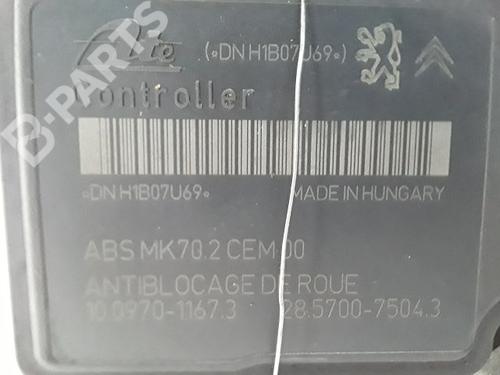 Ate (∘DN H1B07U69∘)
Controller
B-PARTS
∘DN H1B07U69∘ MADE IN HUNGARY
ABS MK70.2 CEM 00
ANTIBLOCAGE DE ROUE
10.0970-1167.3 28.5700-7504.3